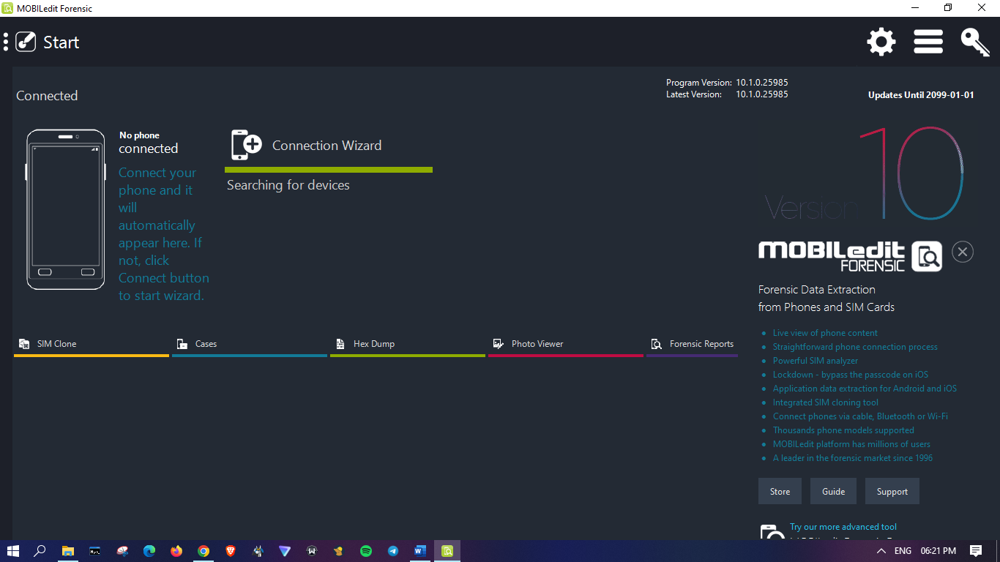 MOBILedit Forensic
Start
Connected
Program Version: 10.1.0.25985
Latest Version: 10.1.0.25985
Updates Until 2099-01-01
No phone
connected
Connect your
phone and it
will
automatically
appear here. If
not, click
Connect button
to start wizard.
Connection Wizard
Searching for devices
Version 10
MOBILedit
FORENSIC
Forensic Data Extraction
from Phones and SIM Cards
Live view of phone content
Straightforward phone connection process
Powerful SIM analyzer
Lockdown - bypass the passcode on iOS
Application data extraction for Android and iOS
Integrated SIM cloning tool
Connect phones via cable, Bluetooth or Wi-Fi
Thousands phone models supported
MOBILedit platform has millions of users
A leader in the forensic market since 1996
SIM Clone
Cases
Hex Dump
Photo Viewer
Forensic Reports
Store
Guide
Support
Try our more advanced tool
ENG
06:21 PM